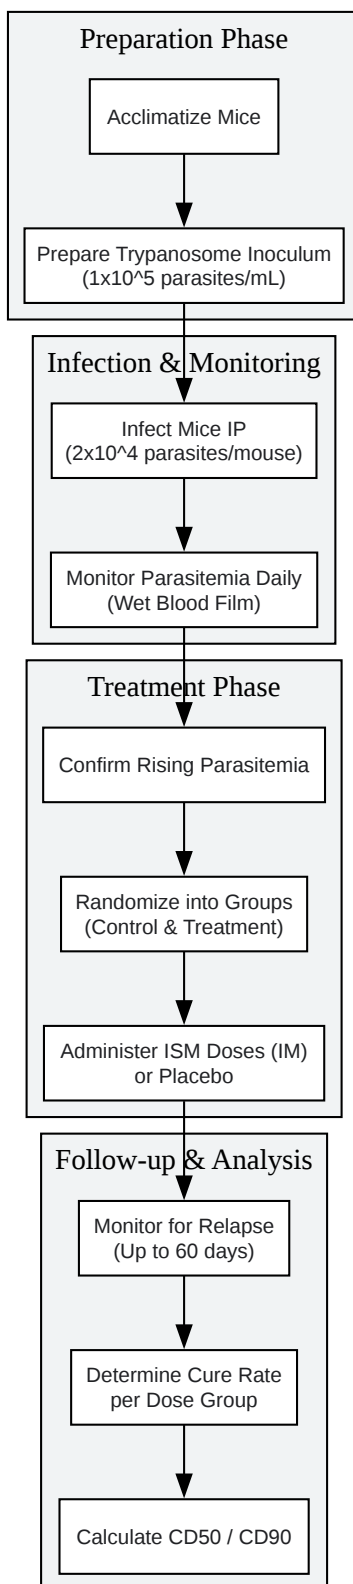 Preparation Phase
Acclimatize Mice
Prepare Trypanosome Inoculum
(1x10^5 parasites/mL)
Infection & Monitoring
Infect Mice IP
(2x10^4 parasites/mouse)
Monitor Parasitemia Daily
(Wet Blood Film)
Treatment Phase
Confirm Rising Parasitemia
Randomize into Groups
(Control & Treatment)
Administer ISM Doses (IM)
or Placebo
Follow-up & Analysis
Monitor for Relapse
(Up to 60 days)
Determine Cure Rate
per Dose Group
Calculate CD50 / CD90